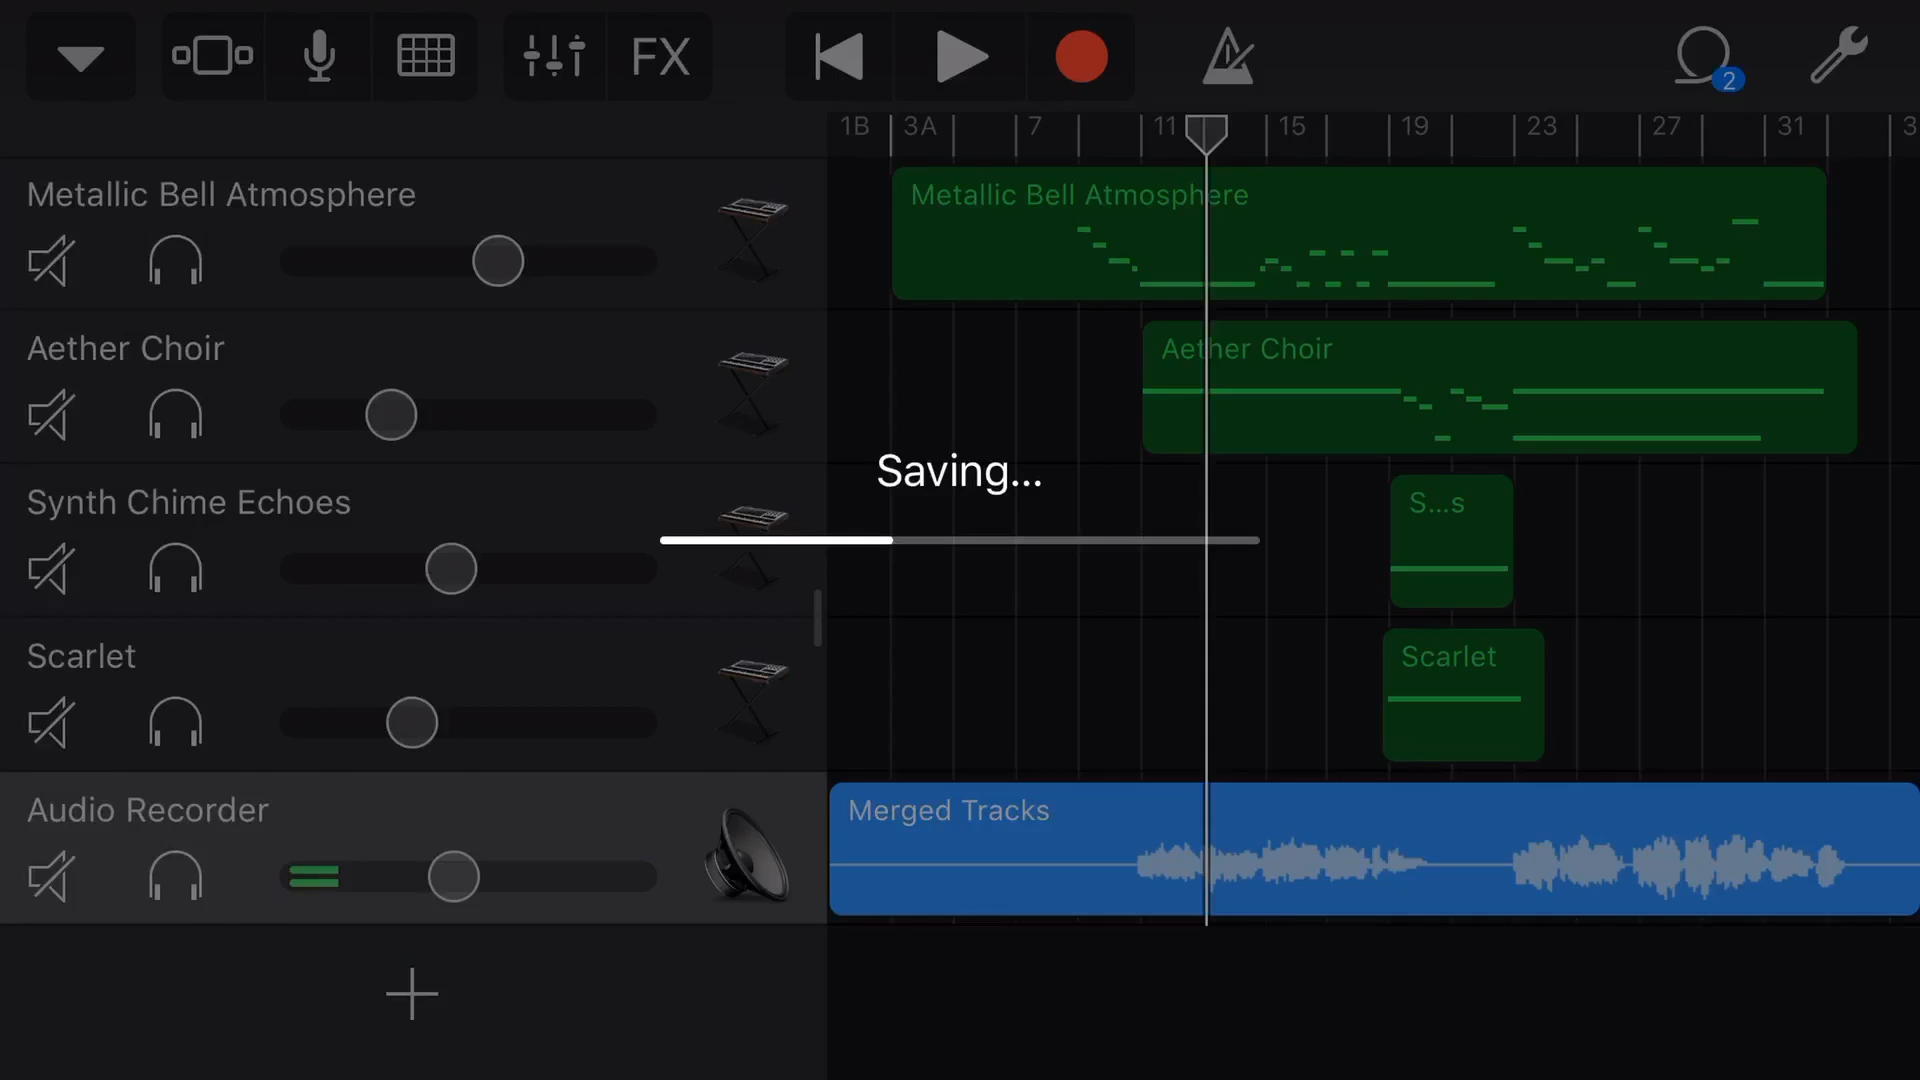 FX
2
1B 3A 7 11 15 19 23 27 31 3
Metallic Bell Atmosphere
Metallic Bell Atmosphere
Aether Choir
Aether Choir
Saving...
Synth Chime Echoes
S...s
Scarlet
Scarlet
Audio Recorder
Merged Tracks